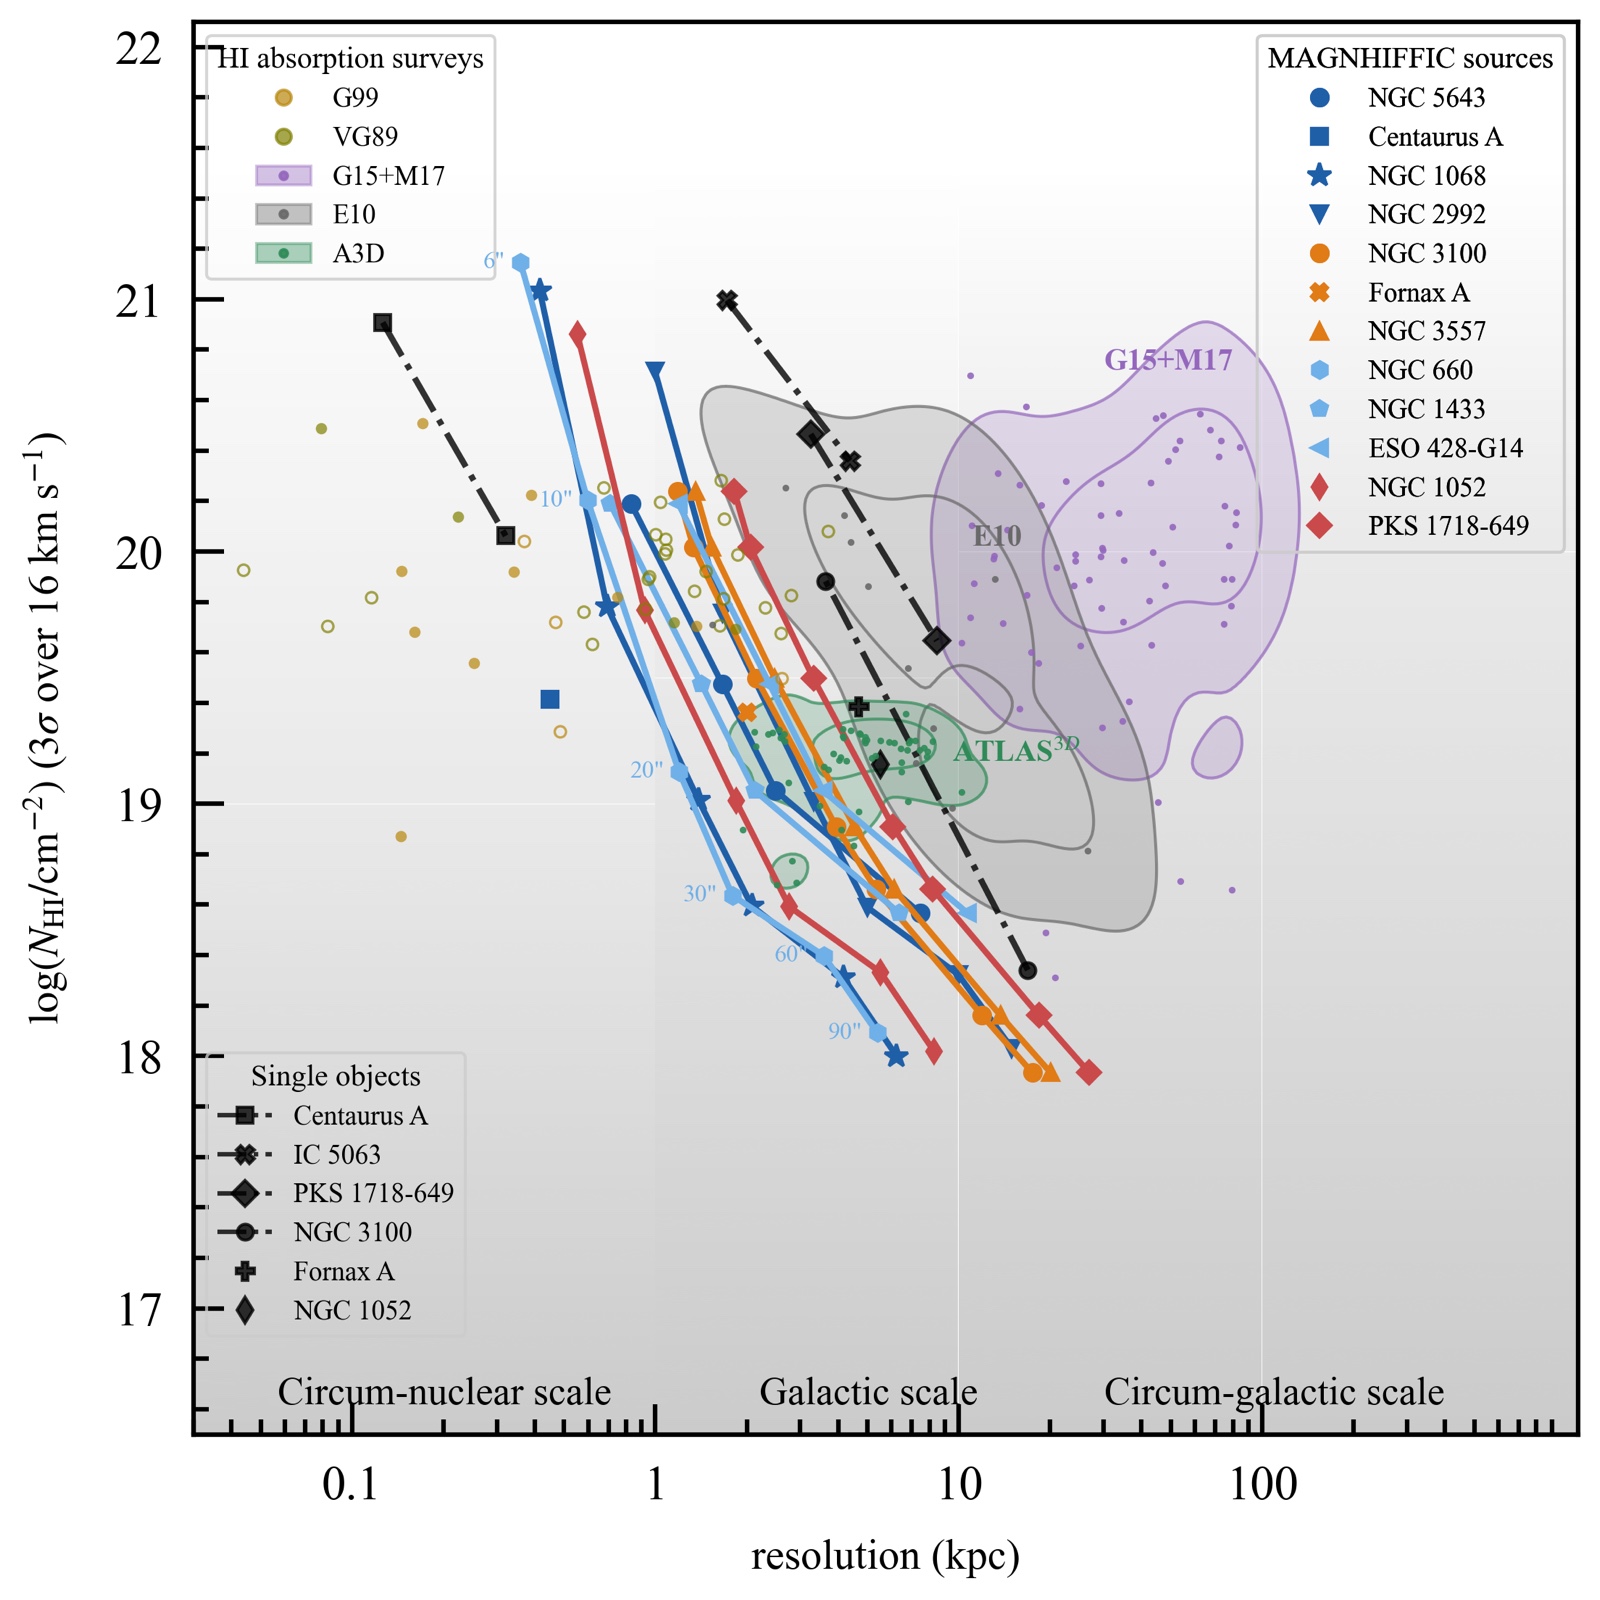 22
21
20
19
18
17
log(N_HI/cm⁻²) (3σ over 16 km s⁻¹)
HI absorption surveys
G99
VG89
G15+M17
E10
A3D
MAGNHIFFIC sources
NGC 5643
Centaurus A
NGC 1068
NGC 2992
NGC 3100
Fornax A
NGC 3557
NGC 660
NGC 1433
ESO 428-G14
NGC 1052
PKS 1718-649
6"
10"
20"
30"
60"
90"
G15+M17
E10
ATLAS³ᴰ
Single objects
Centaurus A
IC 5063
PKS 1718-649
NGC 3100
Fornax A
NGC 1052
Circum-nuclear scale Galactic scale Circum-galactic scale
0.1 1 10 100
resolution (kpc)